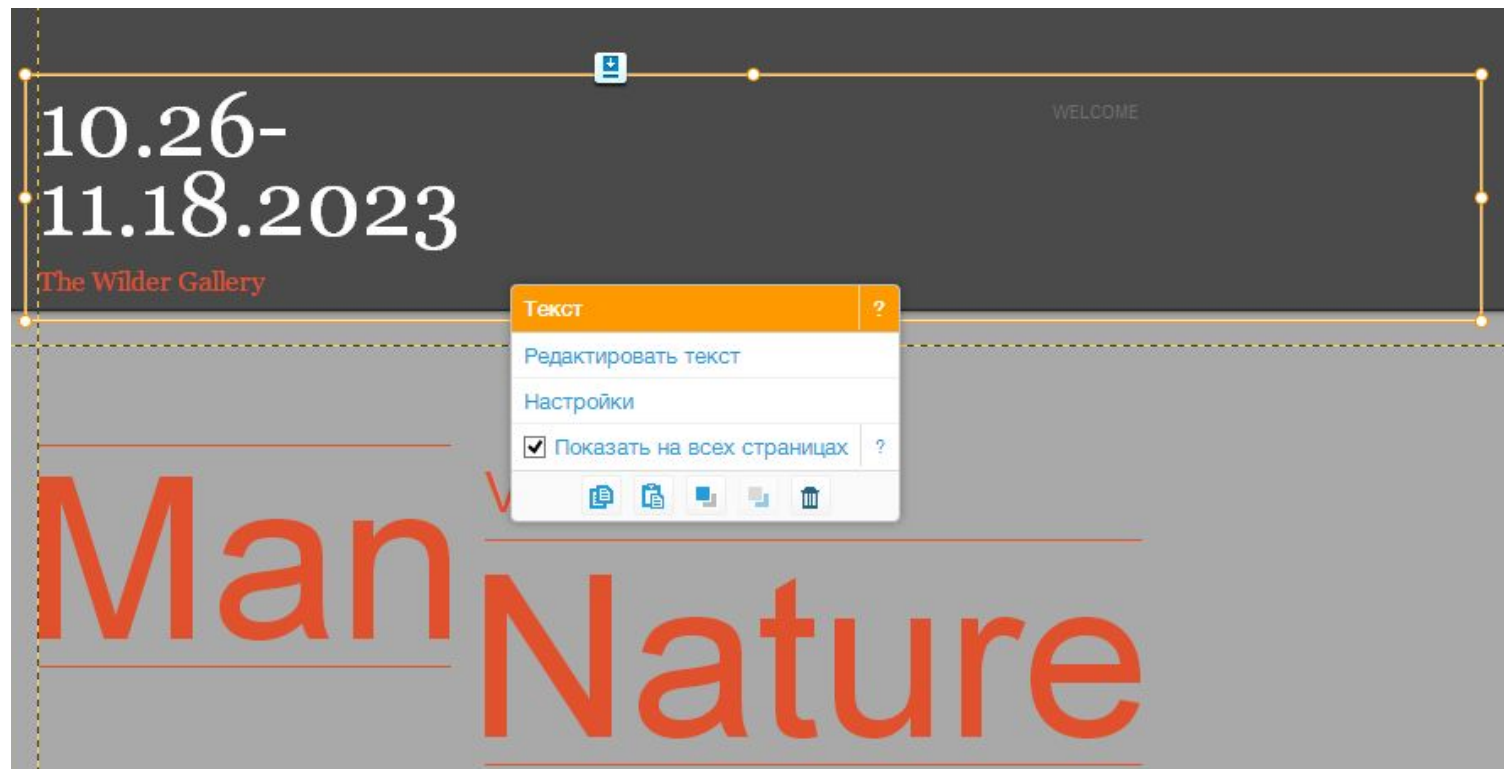 10.26-
11.18.2023
WELCOME
The Wilder Gallery
Текст ?
Редактировать текст
Настройки
Показать на всех страницах ?
Man
Nature